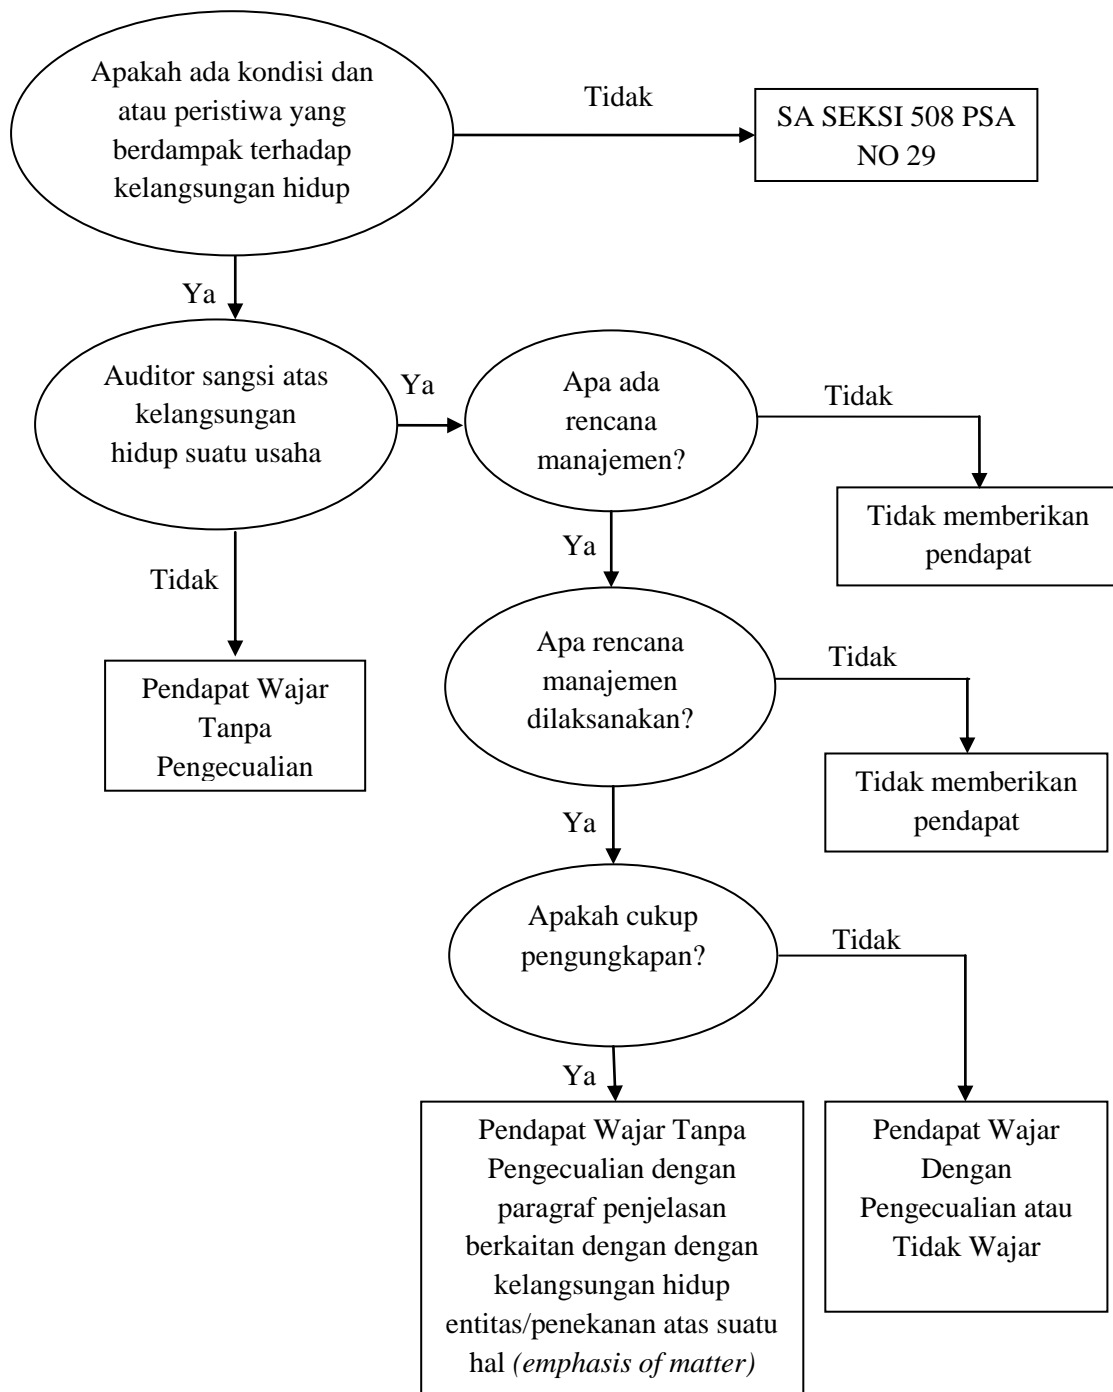 Apakah ada kondisi dan
atau peristiwa yang
berdampak terhadap
kelangsungan hidup
Tidak
SA SEKSI 508 PSA
NO 29
Ya
Auditor sangsi atas
kelangsungan
hidup suatu usaha
Ya
Apa ada
rencana
manajemen?
Tidak
Tidak memberikan
pendapat
Tidak
Ya
Pendapat Wajar
Tanpa
Pengecualian
Apa rencana
manajemen
dilaksanakan?
Tidak
Tidak memberikan
pendapat
Ya
Apakah cukup
pengungkapan?
Tidak
Ya
Pendapat Wajar Tanpa
Pengecualian dengan
paragraf penjelasan
berkaitan dengan dengan
kelangsungan hidup
entitas/penekanan atas suatu
hal (emphasis of matter)
Pendapat Wajar
Dengan
Pengecualian atau
Tidak Wajar